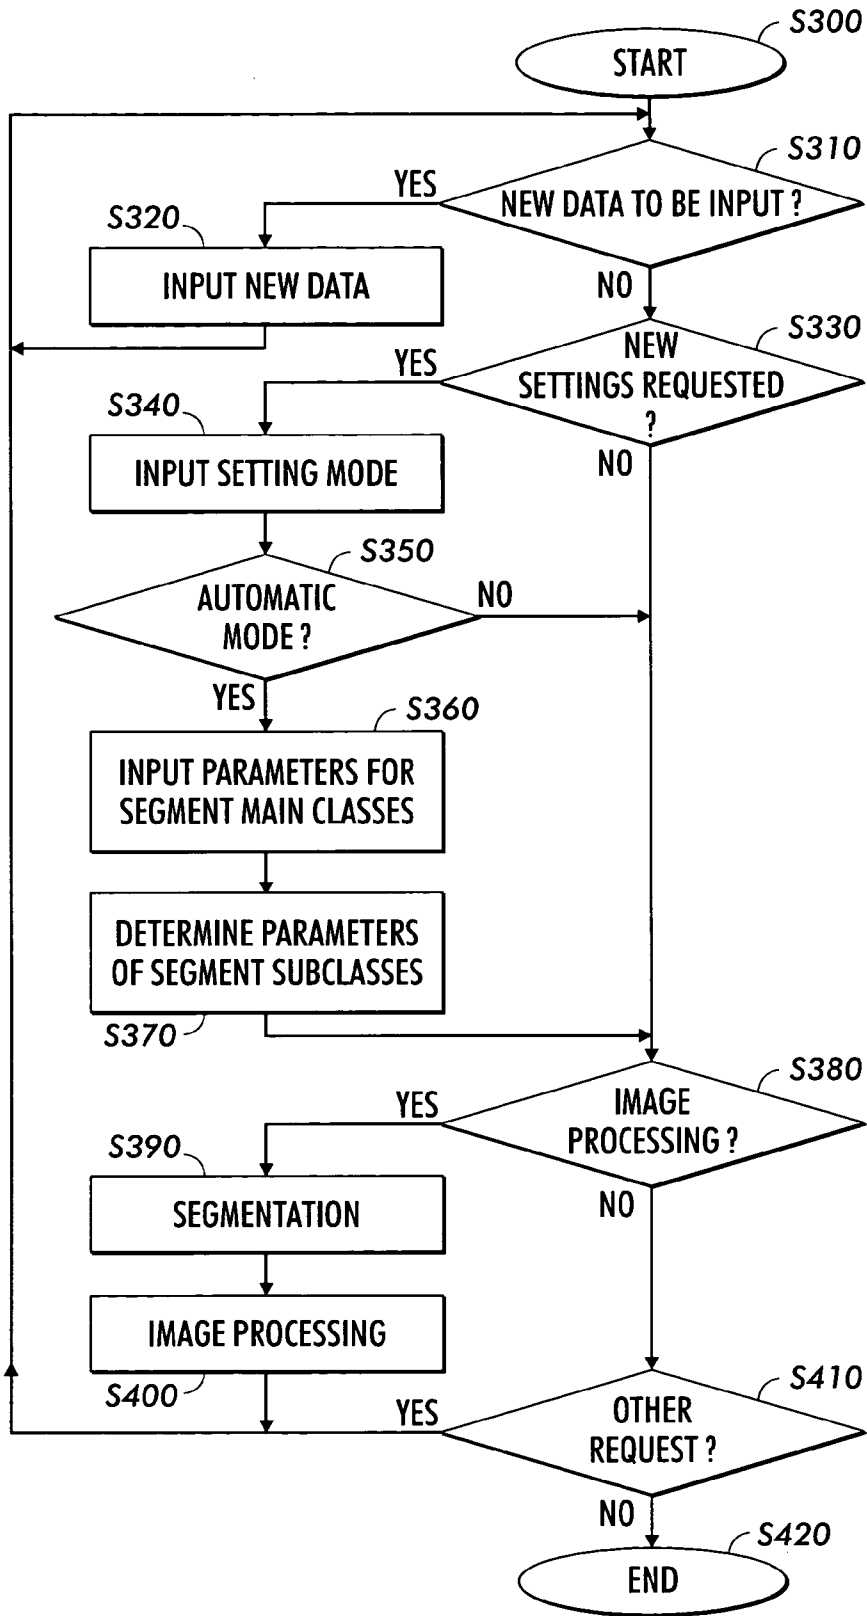 S300
START
S310
NEW DATA TO BE INPUT ?
YES
S320
INPUT NEW DATA
NO
S330
NEW
SETTINGS REQUESTED
?
YES
S340
INPUT SETTING MODE
NO
S350
AUTOMATIC
MODE ?
NO
YES
S360
INPUT PARAMETERS FOR
SEGMENT MAIN CLASSES
DETERMINE PARAMETERS
OF SEGMENT SUBCLASSES
S370
S380
IMAGE
PROCESSING ?
YES
S390
SEGMENTATION
NO
IMAGE PROCESSING
S400
S410
OTHER
REQUEST ?
YES
NO
S420
END